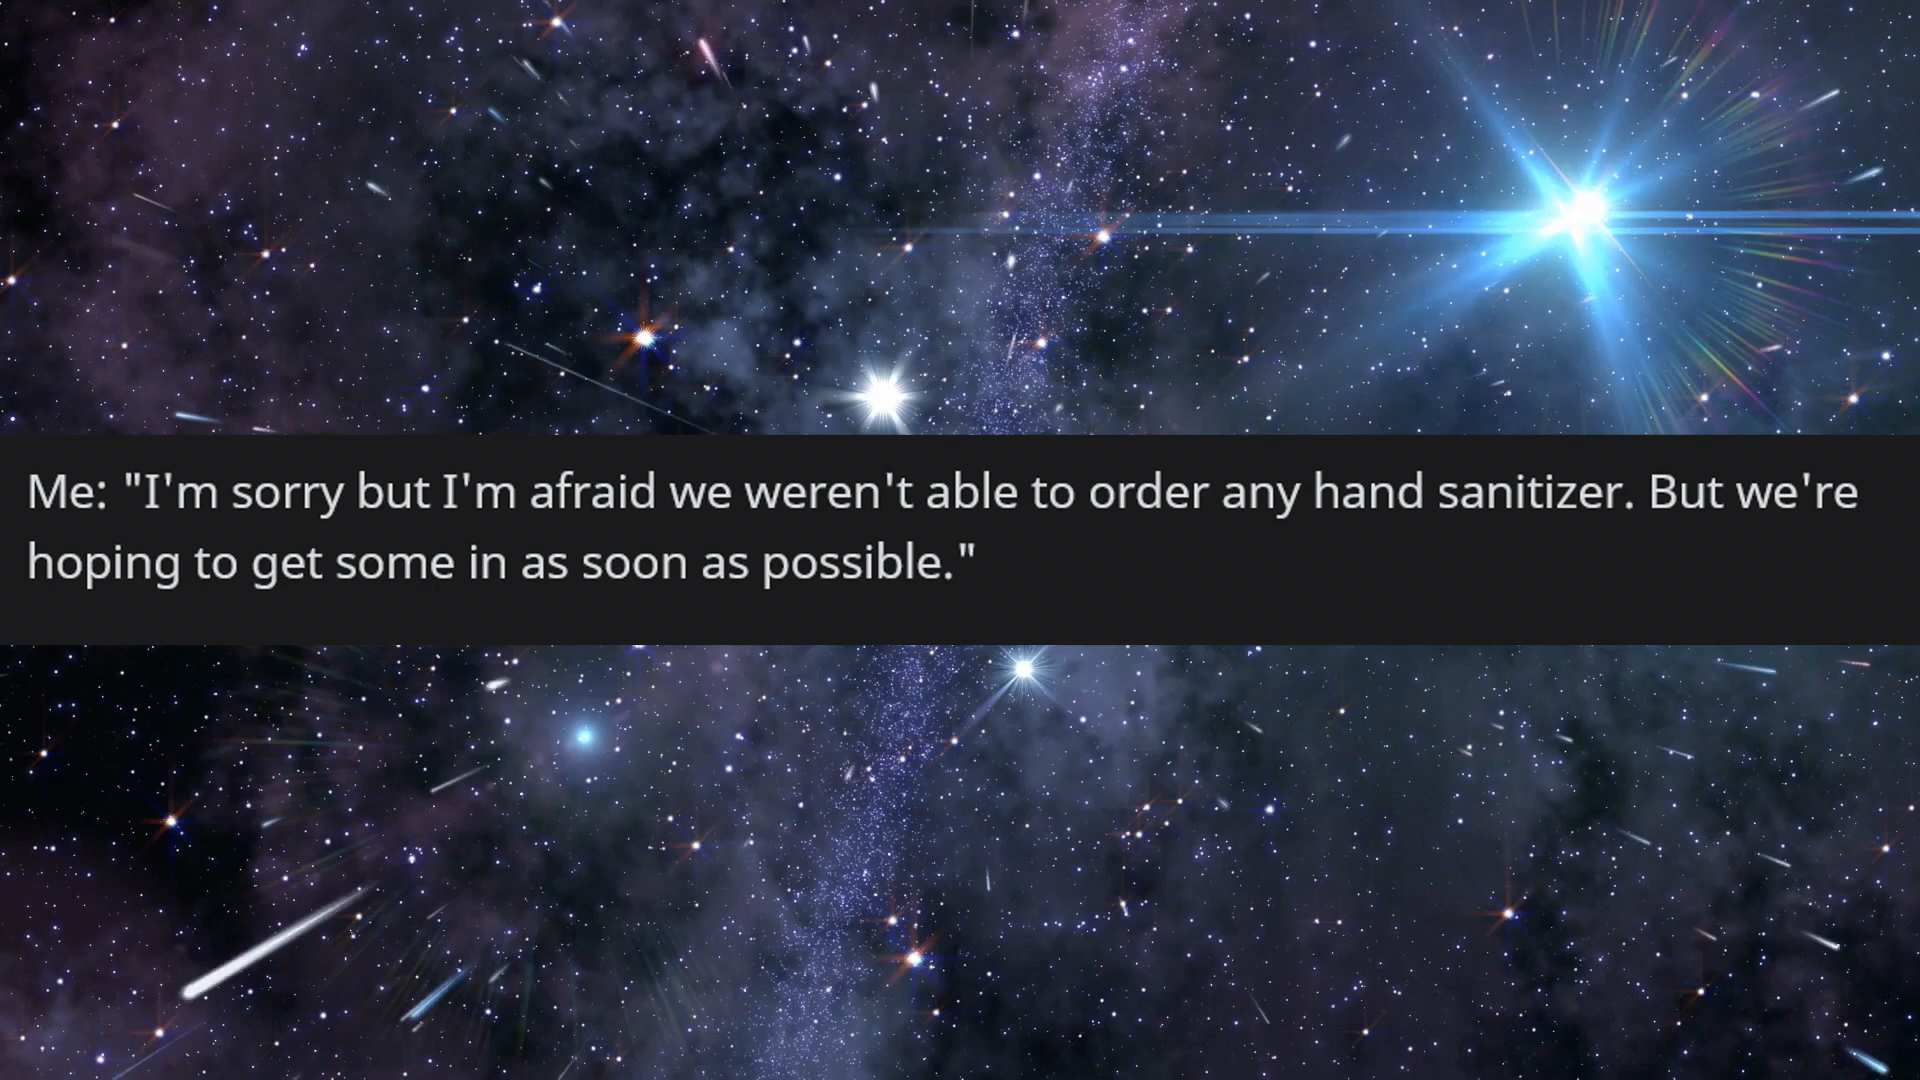 Me: "I'm sorry but I'm afraid we weren't able to order any hand sanitizer. But we're
hoping to get some in as soon as possible."